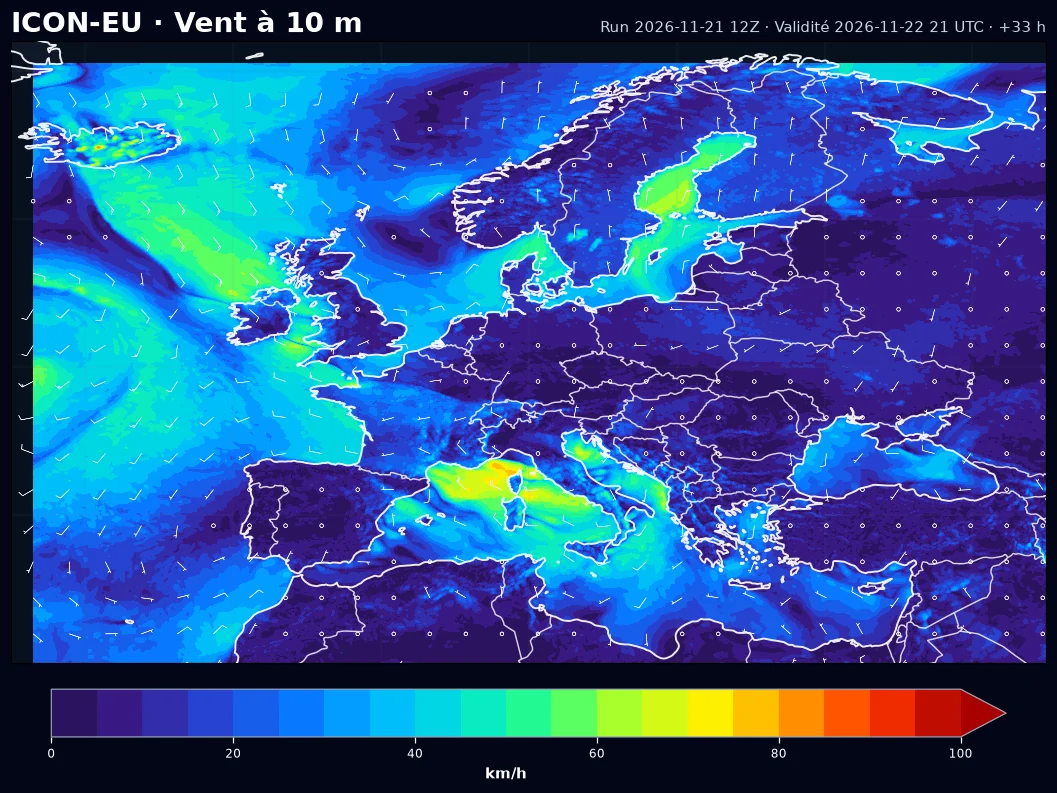 ICON-EU · Vent à 10 m
Run 2026-11-21 12Z · Validité 2026-11-22 21 UTC · +33 h
0 20 40 60 80 100
km/h